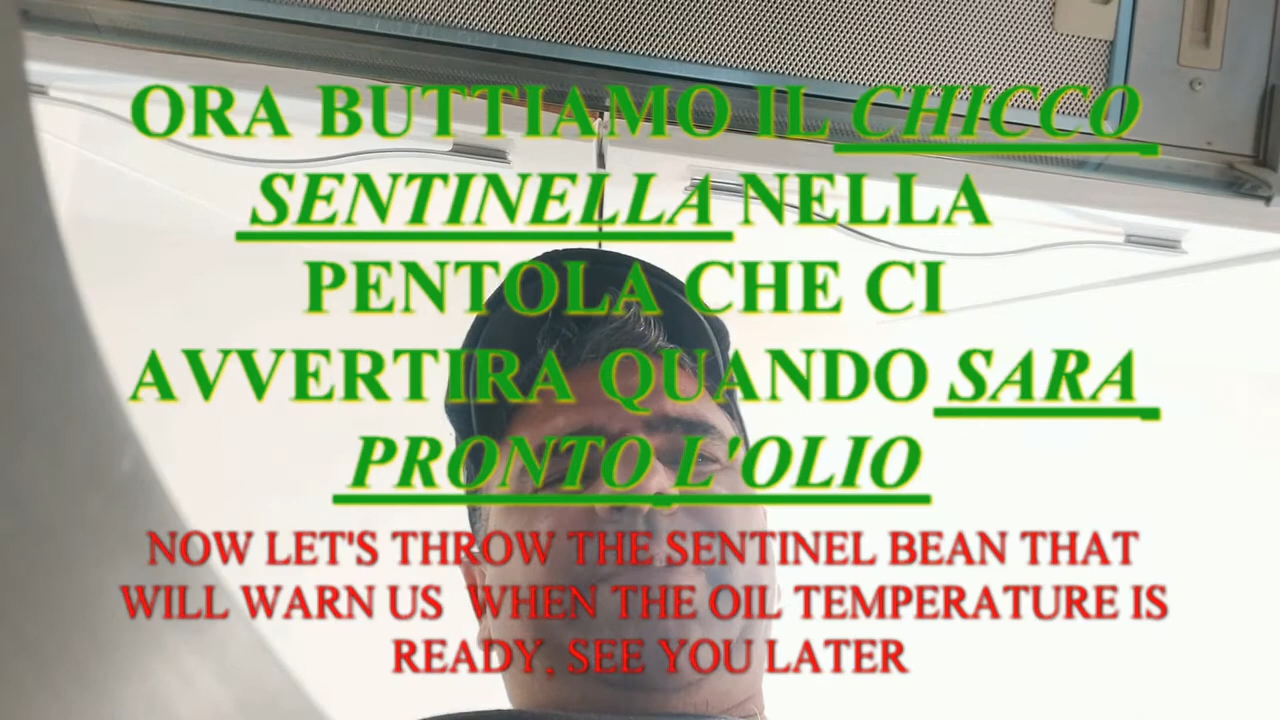 ORA BUTTIAMO IL CHICCO
SENTINELLA NELLA
PENTOLA CHE CI
AVVERTIRA QUANDO SARA
PRONTO L'OLIO
NOW LET'S THROW THE SENTINEL BEAN THAT
WILL WARN US WHEN THE OIL TEMPERATURE IS
READY, SEE YOU LATER